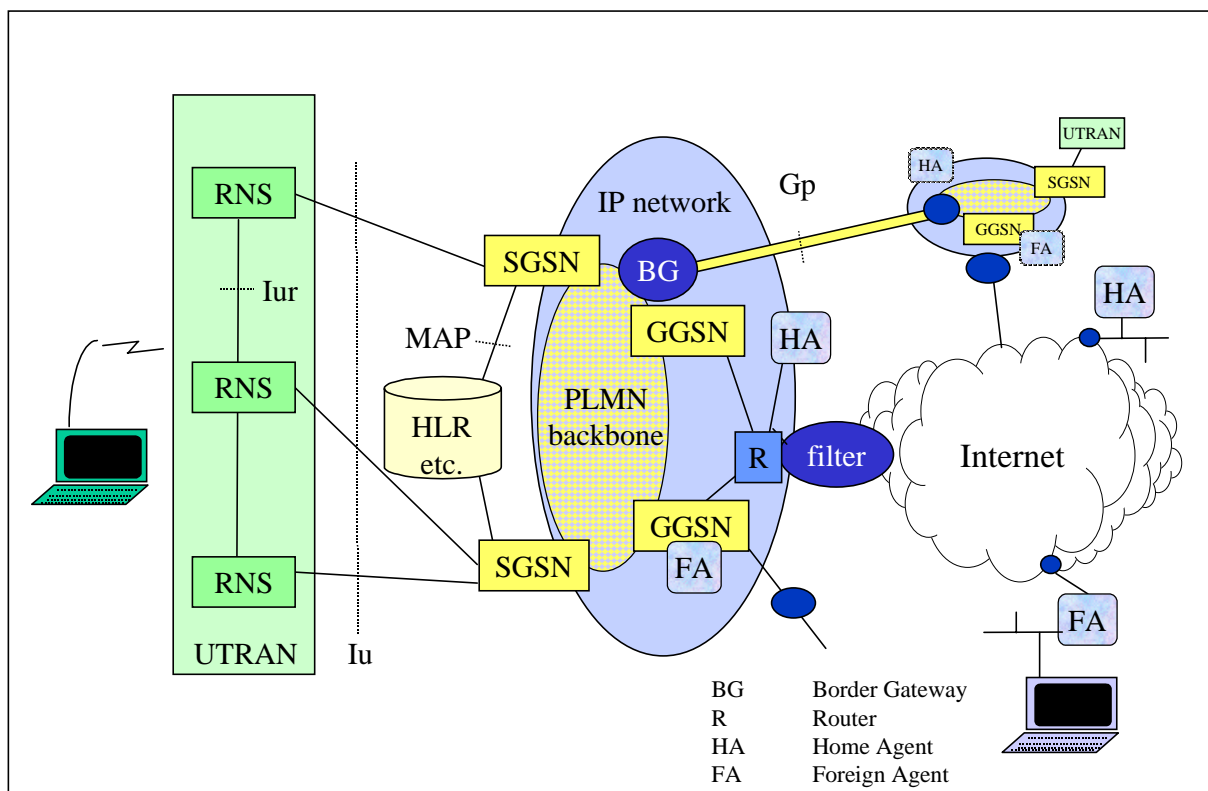 UTRAN
HA
SGSN
RNS
Gp
IP network
GGSN
SGSN
BG
FA
Iur
HA
MAP
GGSN
HA
RNS
PLMN
backbone
HLR
etc.
R
filter
Internet
GGSN
SGSN
FA
RNS
FA
UTRAN
Iu
BG Border Gateway
R Router
HA Home Agent
FA Foreign Agent